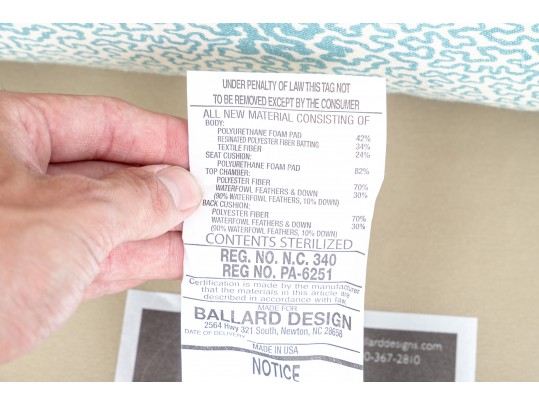 UNDER PENALTY OF LAW THIS TAG NOT
TO BE REMOVED EXCEPT BY THE CONSUMER
ALL NEW MATERIAL CONSISTING OF
BODY:
POLYURETHANE FOAM PAD 42%
RESINATED POLYESTER FIBER BATTING 34%
TEXTILE FIBER 24%
SEAT CUSHION:
POLYURETHANE FOAM PAD 82%
TOP CHAMBER:
POLYESTER FIBER 70%
WATERFOWL FEATHERS & DOWN 30%
(90% WATERFOWL FEATHERS, 10% DOWN)
BACK CUSHION:
POLYESTER FIBER 70%
WATERFOWL FEATHERS & DOWN 30%
(90% WATERFOWL FEATHERS, 10% DOWN)
CONTENTS STERILIZED
REG. NO. N.C. 340
REG NO. PA-6251
Certification is made by the manufacturer
that the materials in this article are
described in accordance with law.
MADE FOR
BALLARD DESIGN
2564 Hwy 321 South, Newton, NC 28658
DATE OF DELIVERY
MADE IN USA
NOTICE
llarddesigns.com
0-367-2810